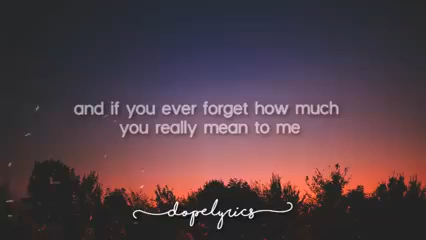 and if you ever forget how much
you really mean to me
dopelyrics